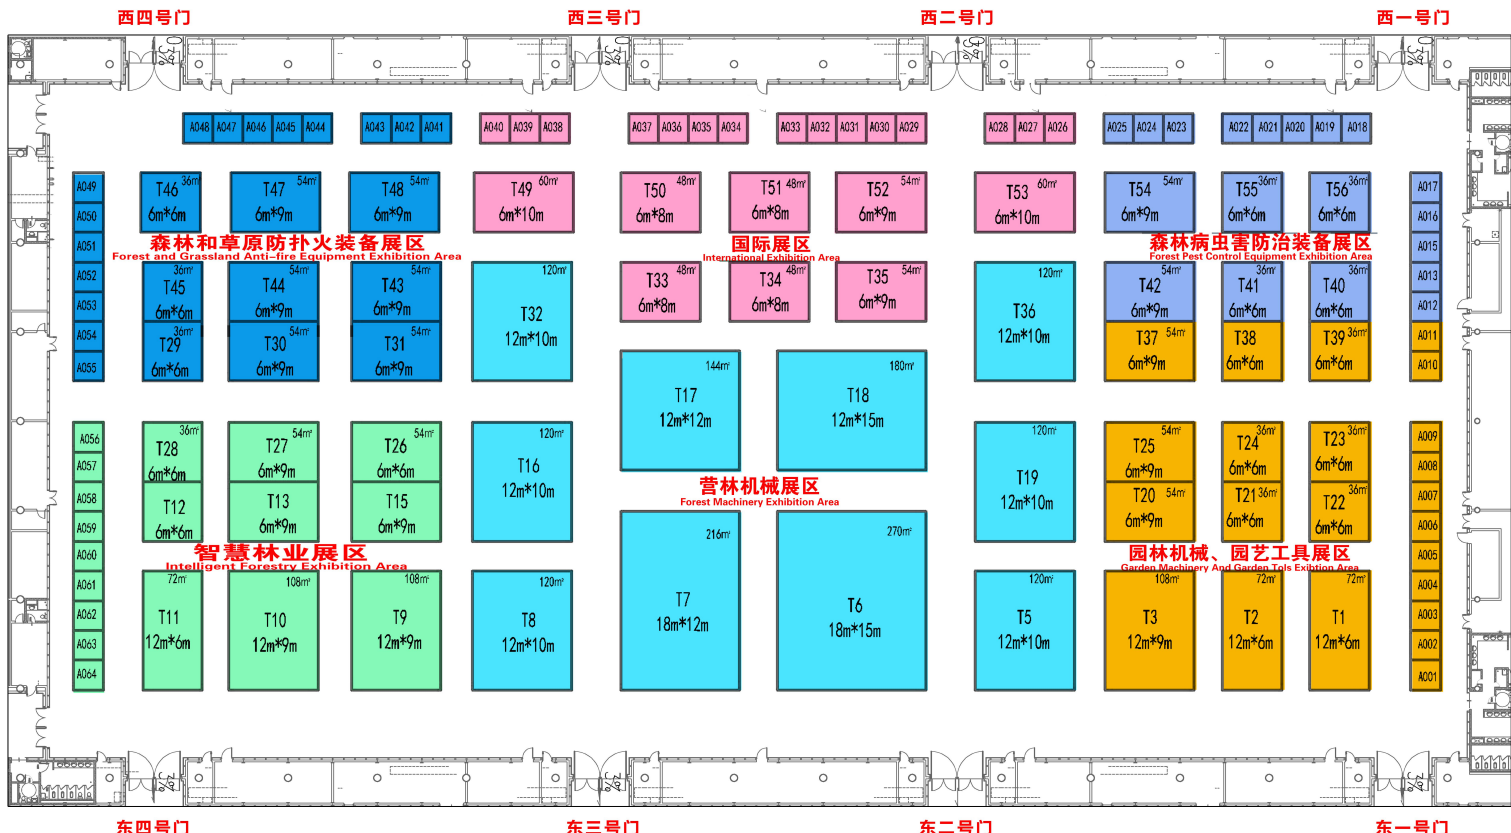 西四号门 西三号门 西二号门 西一号门
A048 A047 A046 A045 A044 A043 A042 A041 A040 A039 A038 A037 A036 A035 A034 A033 A032 A031 A030 A029 A028 A027 A026 A025 A024 A023 A022 A021 A020 A019 A018
A049
A050
A051
A052
A053
A054
A055
T46 36m²
6m*6m
T47 54m²
6m*9m
T48 54m²
6m*9m
T49 60m²
6m*10m
T50 48m²
6m*8m
T51 48m²
6m*8m
T52 54m²
6m*9m
T53 60m²
6m*10m
T54 54m²
6m*9m
T55 36m²
6m*6m
T56 36m²
6m*6m
A017
A016
A015
A013
A012
A011
A010
森林和草原防扑火装备展区
Forest and Grassland Anti-fire Equipment Exhibition Area
国际展区
International Exhibition Area
森林病虫害防治装备展区
Forest Pest Control Equipment Exhibition Area
36m²
T45
6m*6m
54m²
T44
6m*9m
54m²
T43
6m*9m
120m²
T32
12m*10m
48m²
T33
6m*8m
48m²
T34
6m*8m
54m²
T35
6m*9m
120m²
T36
12m*10m
54m²
T42
6m*9m
36m²
T41
6m*6m
36m²
T40
6m*6m
36m²
T29
6m*6m
54m²
T30
6m*9m
54m²
T31
6m*9m
T37 54m²
6m*9m
T38
6m*6m
T39 36m²
6m*6m
144m²
T17
12m*12m
180m²
T18
12m*15m
A056
A057
A058
A059
A060
A061
A062
A063
A064
36m²
T28
6m*6m
54m²
T27
6m*9m
54m²
T26
6m*6m
120m²
T16
12m*10m
120m²
T19
12m*10m
54m²
T25
6m*9m
36m²
T24
6m*6m
36m²
T23
6m*6m
A009
A008
A007
A006
A005
A004
A003
A002
A001
T12
6m*6m
T13
6m*9m
T15
6m*9m
营林机械展区
Forest Machinery Exhibition Area
T20 54m²
6m*9m
T21 36m²
6m*6m
36m²
T22
6m*6m
智慧林业展区
Intelligent Forestry Exhibition Area
园林机械、园艺工具展区
Garden Machinery And Garden Tols Exibtion Area
72m²
T11
12m*6m
108m²
T10
12m*9m
108m²
T9
12m*9m
120m²
T8
12m*10m
216m²
T7
18m*12m
270m²
T6
18m*15m
120m²
T5
12m*10m
108m²
T3
12m*9m
72m²
T2
12m*6m
72m²
T1
12m*6m
东四号门 东三号门 东二号门 东一号门